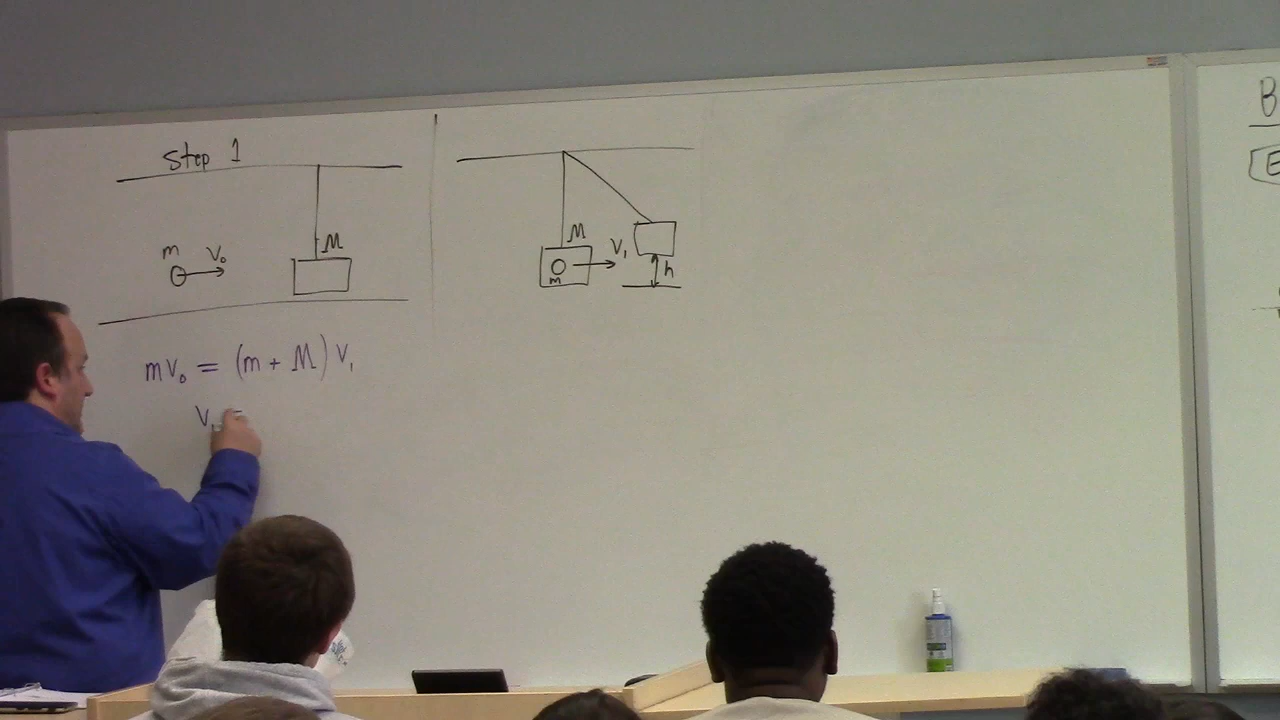 Step 1
M
m V₀
M
V₁
m
h
mV₀ = (m + M) V₁
V₁ =
B
E